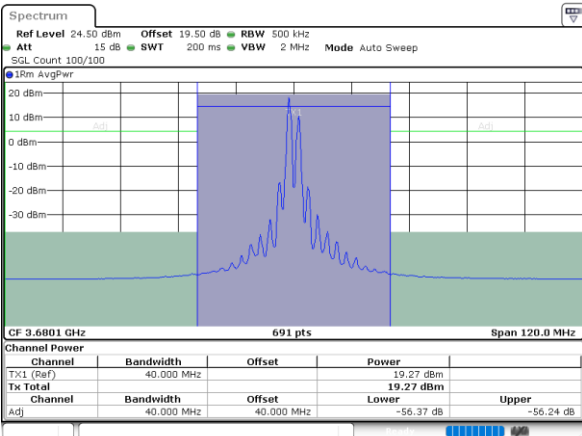 Spectrum
Ref Level 24.50 dBm Offset 19.50 dB RBW 500 kHz
Att 15 dB SWT 200 ms VBW 2 MHz Mode Auto Sweep
SGL Count 100/100
1Rm AvgPwr
20 dBm
10 dBm
Adj Adj
0 dBm
-10 dBm
-20 dBm
-30 dBm
CF 3.6801 GHz 691 pts Span 120.0 MHz
Channel Power
Channel Bandwidth Offset Power
TX1 (Ref) 40.000 MHz 19.27 dBm
Tx Total 19.27 dBm
Channel Bandwidth Offset Lower Upper
Adj 40.000 MHz 40.000 MHz -56.37 dB -56.24 dB